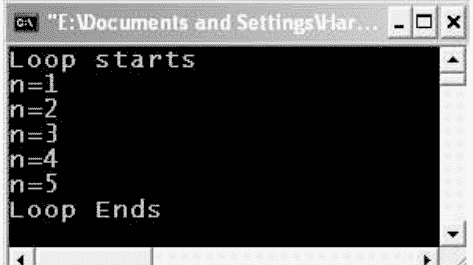 "E:\Documents and Settings\Har...
Loop starts
n=1
n=2
n=3
n=4
n=5
Loop Ends